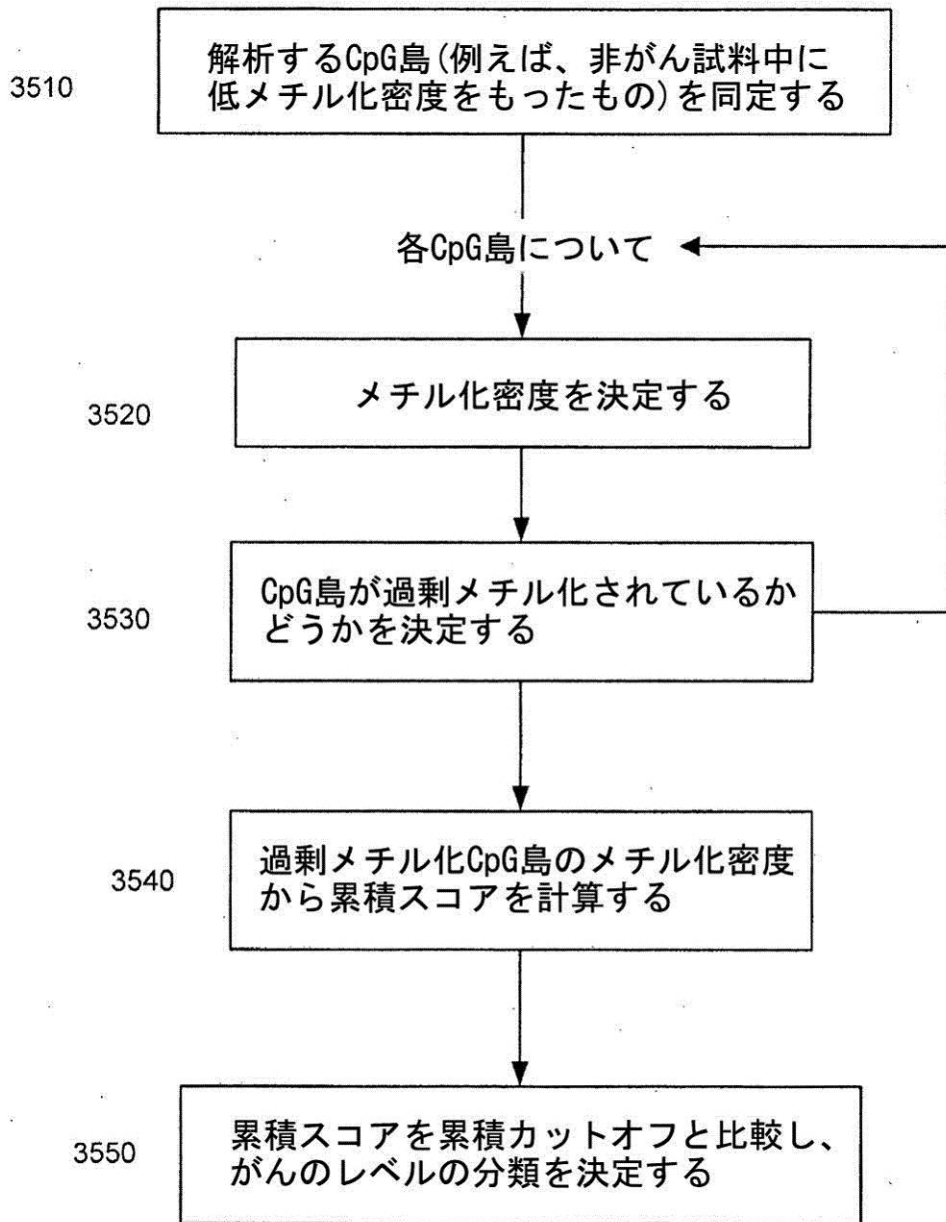 3510
解析するCpG島(例えば、非がん試料中に
低メチル化密度をもったもの)を同定する
各CpG島について
3520
メチル化密度を決定する
3530
CpG島が過剰メチル化されているか
どうかを決定する
3540
過剰メチル化CpG島のメチル化密度
から累積スコアを計算する
3550
累積スコアを累積カットオフと比較し、
がんのレベルの分類を決定する